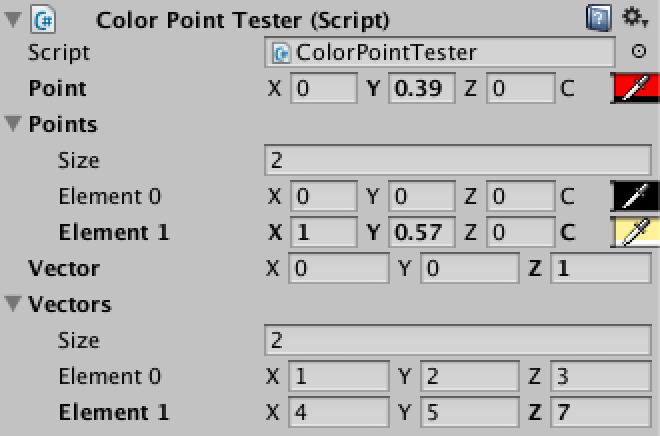 Color Point Tester (Script)
Script ColorPointTester
Point X 0 Y 0.39 Z 0 C
Points
Size 2
Element 0 X 0 Y 0 Z 0 C
Element 1 X 1 Y 0.57 Z 0 C
Vector X 0 Y 0 Z 1
Vectors
Size 2
Element 0 X 1 Y 2 Z 3
Element 1 X 4 Y 5 Z 7